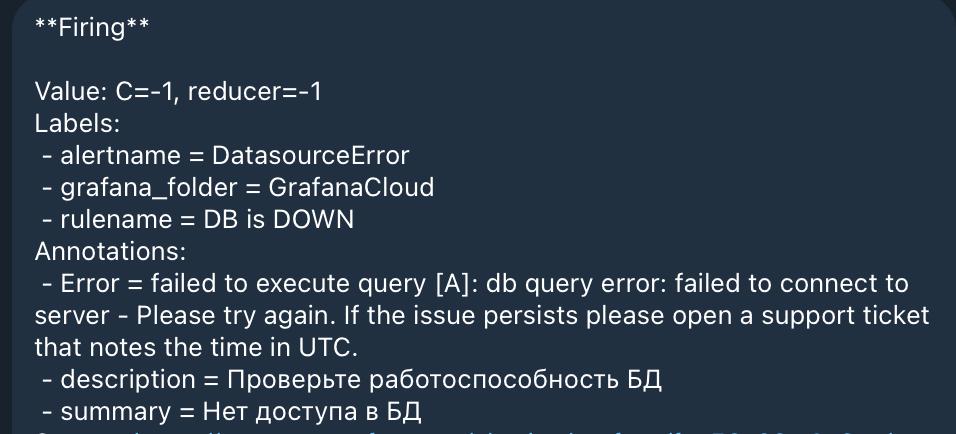 **Firing**
Value: C=-1, reducer=-1
Labels:
- alertname = DatasourceError
- grafana_folder = GrafanaCloud
- rulename = DB is DOWN
Annotations:
- Error = failed to execute query [A]: db query error: failed to connect to
server - Please try again. If the issue persists please open a support ticket
that notes the time in UTC.
- description = Проверьте работоспособность БД
- summary = Нет доступа в БД